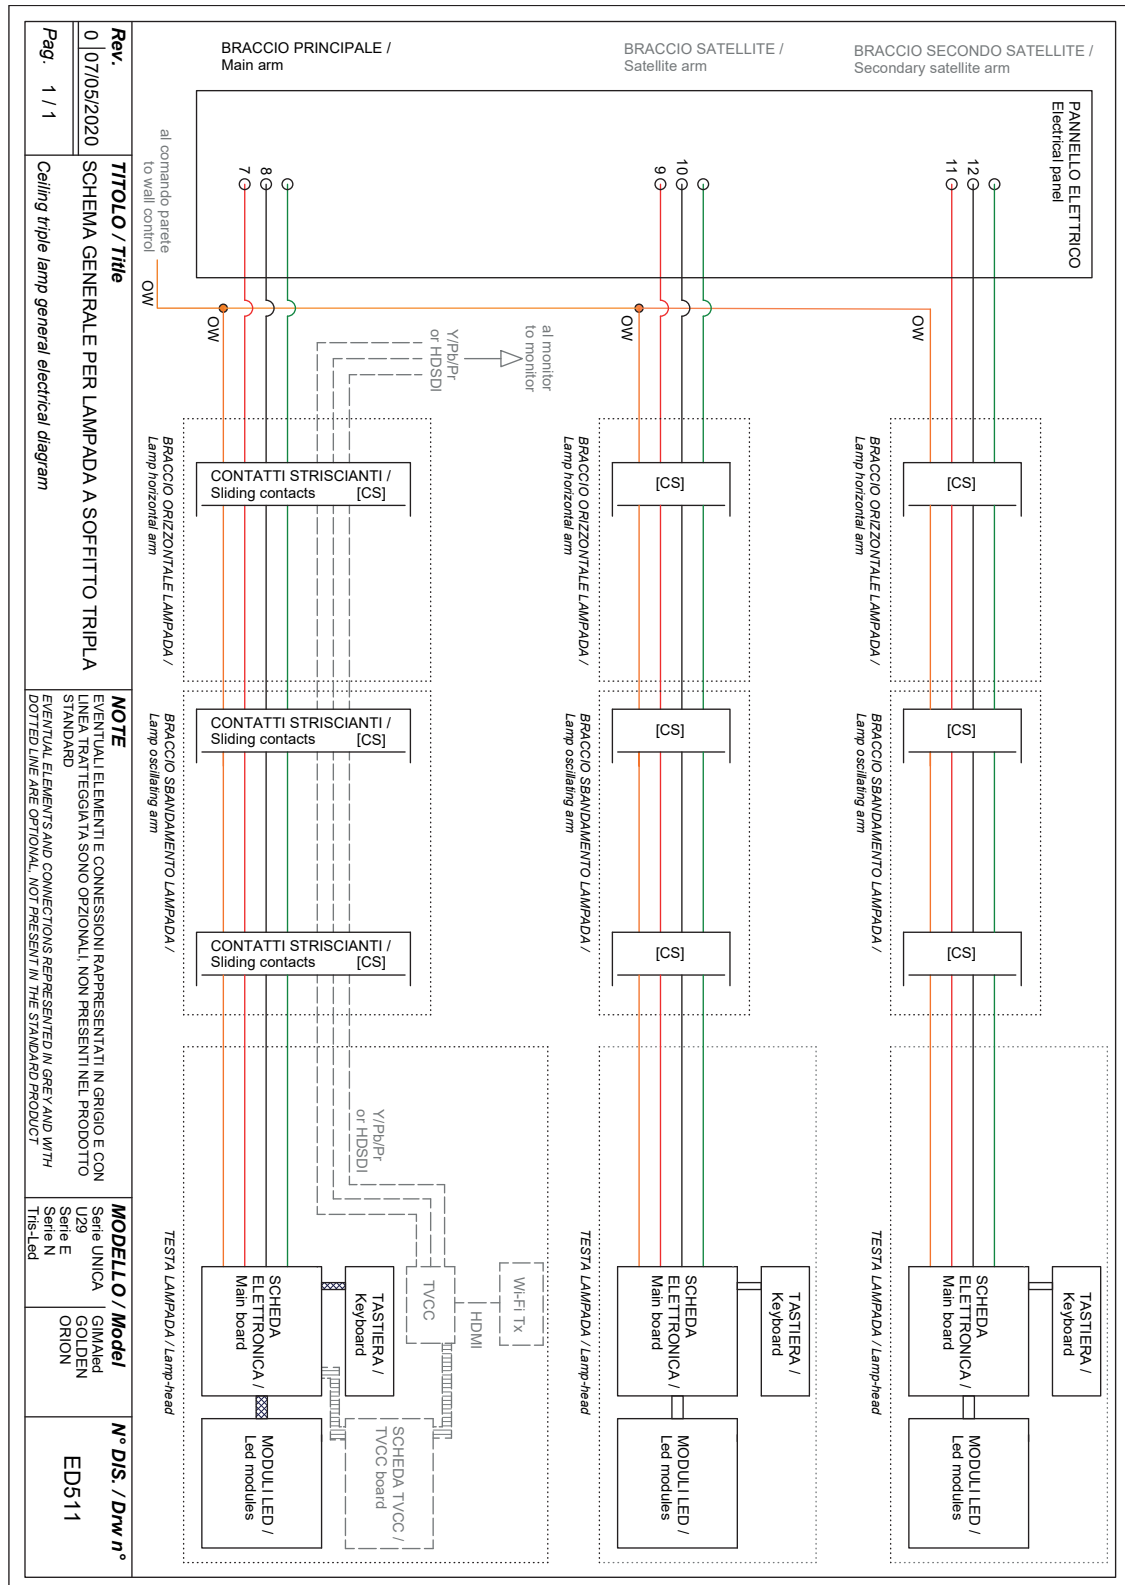 BRACCIO PRINCIPALE /
Main arm
BRACCIO SATELLITE /
Satellite arm
BRACCIO SECONDO SATELLITE /
Secondary satellite arm
PANNELLO ELETTRICO
Electrical panel
7
8
9
10
11
12
al comando parete
to wall control
OW
OW
OW
OW
al monitor
to monitor
Y/Pb/Pr
or HDSDI
BRACCIO ORIZZONTALE LAMPADA /
Lamp horizontal arm
CONTATTI STRISCIANTI /
Sliding contacts [CS]
BRACCIO ORIZZONTALE LAMPADA /
Lamp horizontal arm
[CS]
BRACCIO ORIZZONTALE LAMPADA /
Lamp horizontal arm
[CS]
BRACCIO SBANDAMENTO LAMPADA /
Lamp oscillating arm
CONTATTI STRISCIANTI /
Sliding contacts [CS]
CONTATTI STRISCIANTI /
Sliding contacts [CS]
BRACCIO SBANDAMENTO LAMPADA /
Lamp oscillating arm
[CS]
[CS]
BRACCIO SBANDAMENTO LAMPADA /
Lamp oscillating arm
[CS]
[CS]
Y/Pb/Pr
or HDSDI
TESTA LAMPADA / Lamp-head
SCHEDA
ELETTRONICA /
Main board
TASTIERA /
Keyboard
TVCC
HDMI
Wi-Fi Tx
MODULI LED /
Led modules
SCHEDA TVCC /
TVCC board
TESTA LAMPADA / Lamp-head
SCHEDA
ELETTRONICA /
Main board
TASTIERA /
Keyboard
MODULI LED /
Led modules
TESTA LAMPADA / Lamp-head
SCHEDA
ELETTRONICA /
Main board
TASTIERA /
Keyboard
MODULI LED /
Led modules
Rev.
0 07/05/2020
Pag. 1 / 1
TITOLO / Title
SCHEMA GENERALE PER LAMPADA A SOFFITTO TRIPLA
Ceiling triple lamp general electrical diagram
NOTE
EVENTUALI ELEMENTI E CONNESSIONI RAPPRESENTATI IN GRIGIO E CON
LINEA TRATTEGGIATA SONO OPZIONALI, NON PRESENTI NEL PRODOTTO
STANDARD
EVENTUAL ELEMENTS AND CONNECTIONS REPRESENTED IN GREY AND WITH
DOTTED LINE ARE OPTIONAL, NOT PRESENT IN THE STANDARD PRODUCT
MODELLO / Model
Serie UNICA
U29
Serie E
Serie N
Tris-Led
GIMAled
GOLDEN
ORION
N° DIS. / Drw n°
ED511